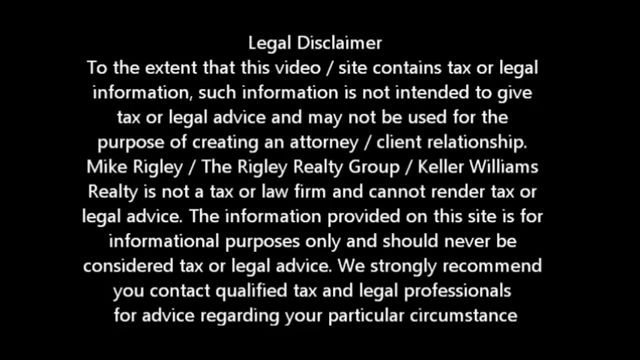 Legal Disclaimer
To the extent that this video / site contains tax or legal
information, such information is not intended to give
tax or legal advice and may not be used for the
purpose of creating an attorney / client relationship.
Mike Rigley / The Rigley Realty Group / Keller Williams
Realty is not a tax or law firm and cannot render tax or
legal advice. The information provided on this site is for
informational purposes only and should never be
considered tax or legal advice. We strongly recommend
you contact qualified tax and legal professionals
for advice regarding your particular circumstance